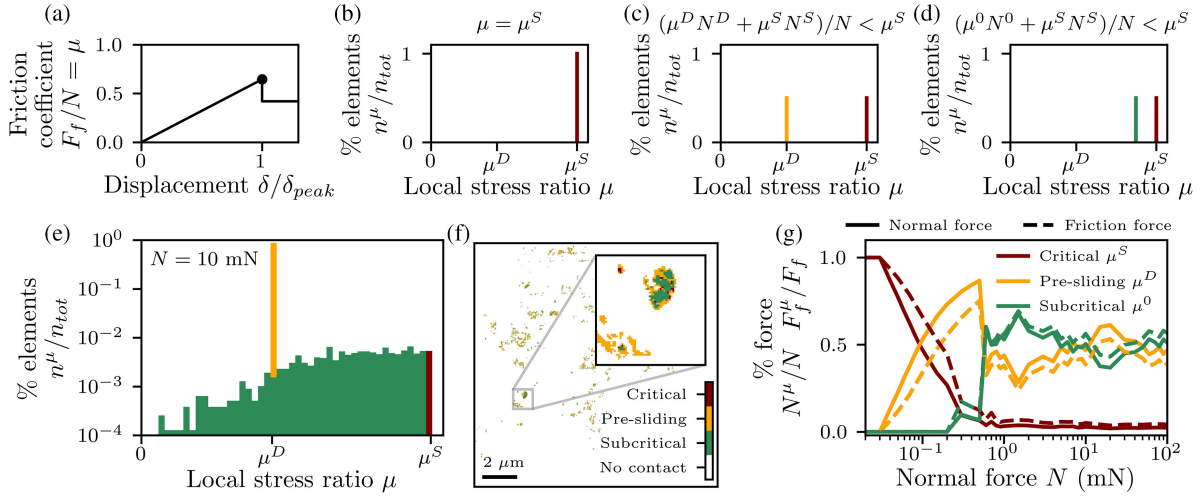 (a)
Friction
coefficient
F_f/N = μ
1.0
0.5
0.0
0
1
Displacement δ/δ_peak
(b)
μ = μ^S
% elements
n^μ/n_tot
1
0
0
μ^D
μ^S
Local stress ratio μ
(c)
(μ^D N^D + μ^S N^S)/N < μ^S
% elements
n^μ/n_tot
1
0
0
μ^D
μ^S
Local stress ratio μ
(d)
(μ^0 N^0 + μ^S N^S)/N < μ^S
% elements
n^μ/n_tot
1
0
0
μ^D
μ^S
Local stress ratio μ
(e)
N = 10 mN
% elements
n^μ/n_tot
10^0
10^−1
10^−2
10^−3
10^−4
0
μ^D
μ^S
Local stress ratio μ
(f)
Critical
Pre-sliding
Subcritical
No contact
2 μm
(g)
Normal force
Friction force
Critical μ^S
Pre-sliding μ^D
Subcritical μ^0
% force
N^μ/N F_f^μ/F_f
1.0
0.5
0.0
10^−1
10^0
10^1
10^2
Normal force N (mN)